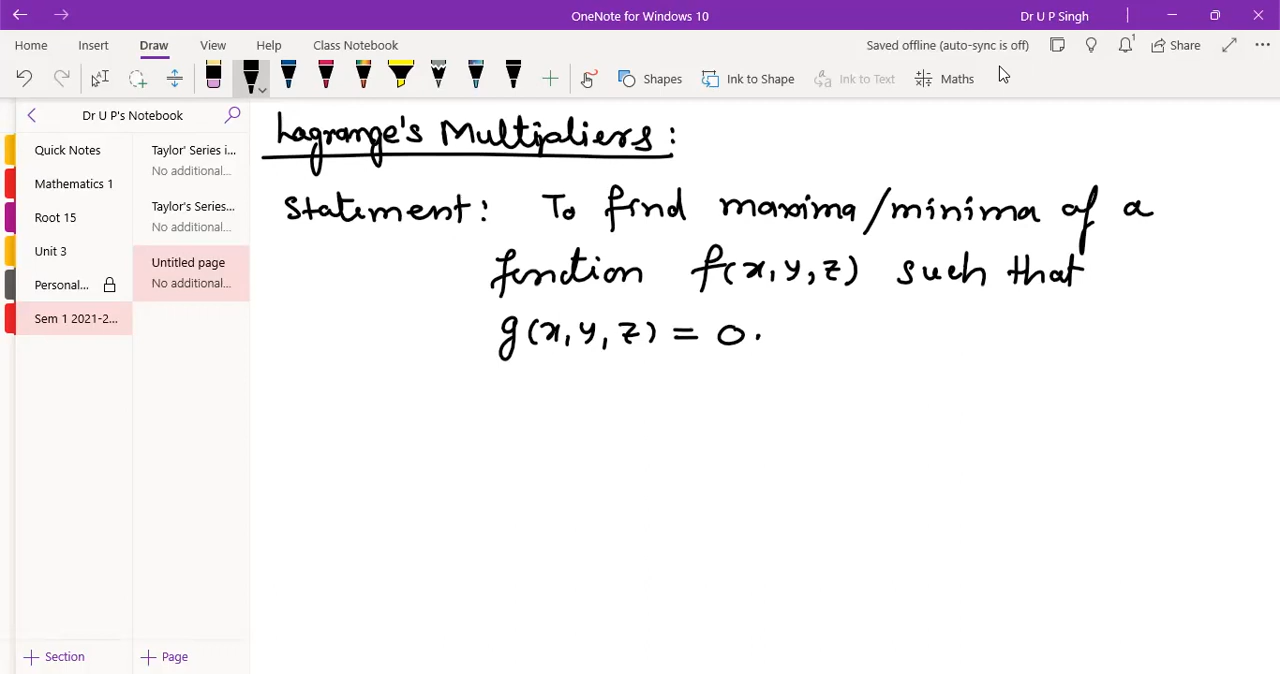 OneNote for Windows 10
Dr U P Singh
Home Insert Draw View Help Class Notebook
Saved offline (auto-sync is off)
1
Share
Shapes
Ink to Shape
Ink to Text
Maths
Dr U P's Notebook
Quick Notes
Mathematics 1
Root 15
Unit 3
Personal...
Sem 1 2021-2...
Section
Taylor' Series i...
No additional...
Taylor's Series...
No additional...
Untitled page
No additional...
Page
Lagrange's Multipliers :
Statement : To find maxima/minima of a
function f(x, y, z) such that
g(x, y, z) = 0.